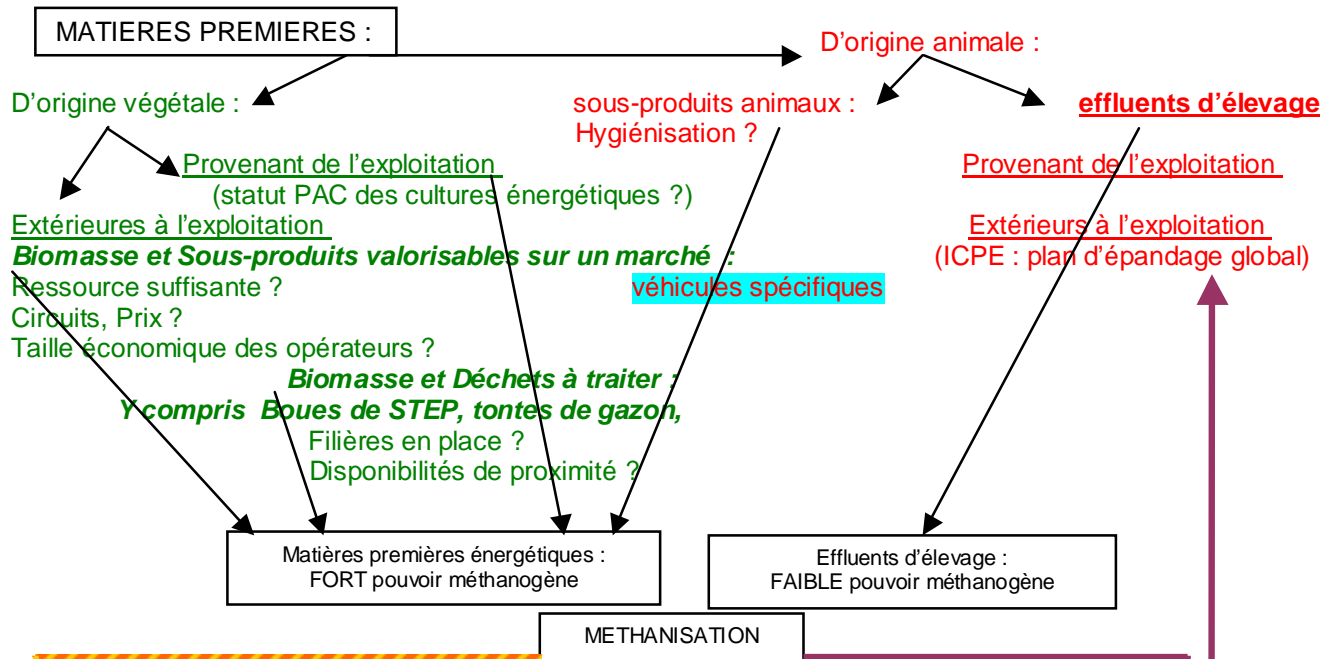 MATIERES PREMIERES :
D'origine animale :
D'origine végétale :
sous-produits animaux :
Hygiénisation ?
effluents d'élevage
Provenant de l'exploitation
(statut PAC des cultures énergétiques ?)
Provenant de l'exploitation
Extérieures à l'exploitation
Extérieurs à l'exploitation
(ICPE : plan d'épandage global)
Biomasse et Sous-produits valorisables sur un marché :
Ressource suffisante ?
véhicules spécifiques
Circuits, Prix ?
Taille économique des opérateurs ?
Biomasse et Déchets à traiter :
Y compris Boues de STEP, tontes de gazon,
Filières en place ?
Disponibilités de proximité ?
Matières premières énergétiques :
FORT pouvoir méthanogène
Effluents d'élevage :
FAIBLE pouvoir méthanogène
METHANISATION